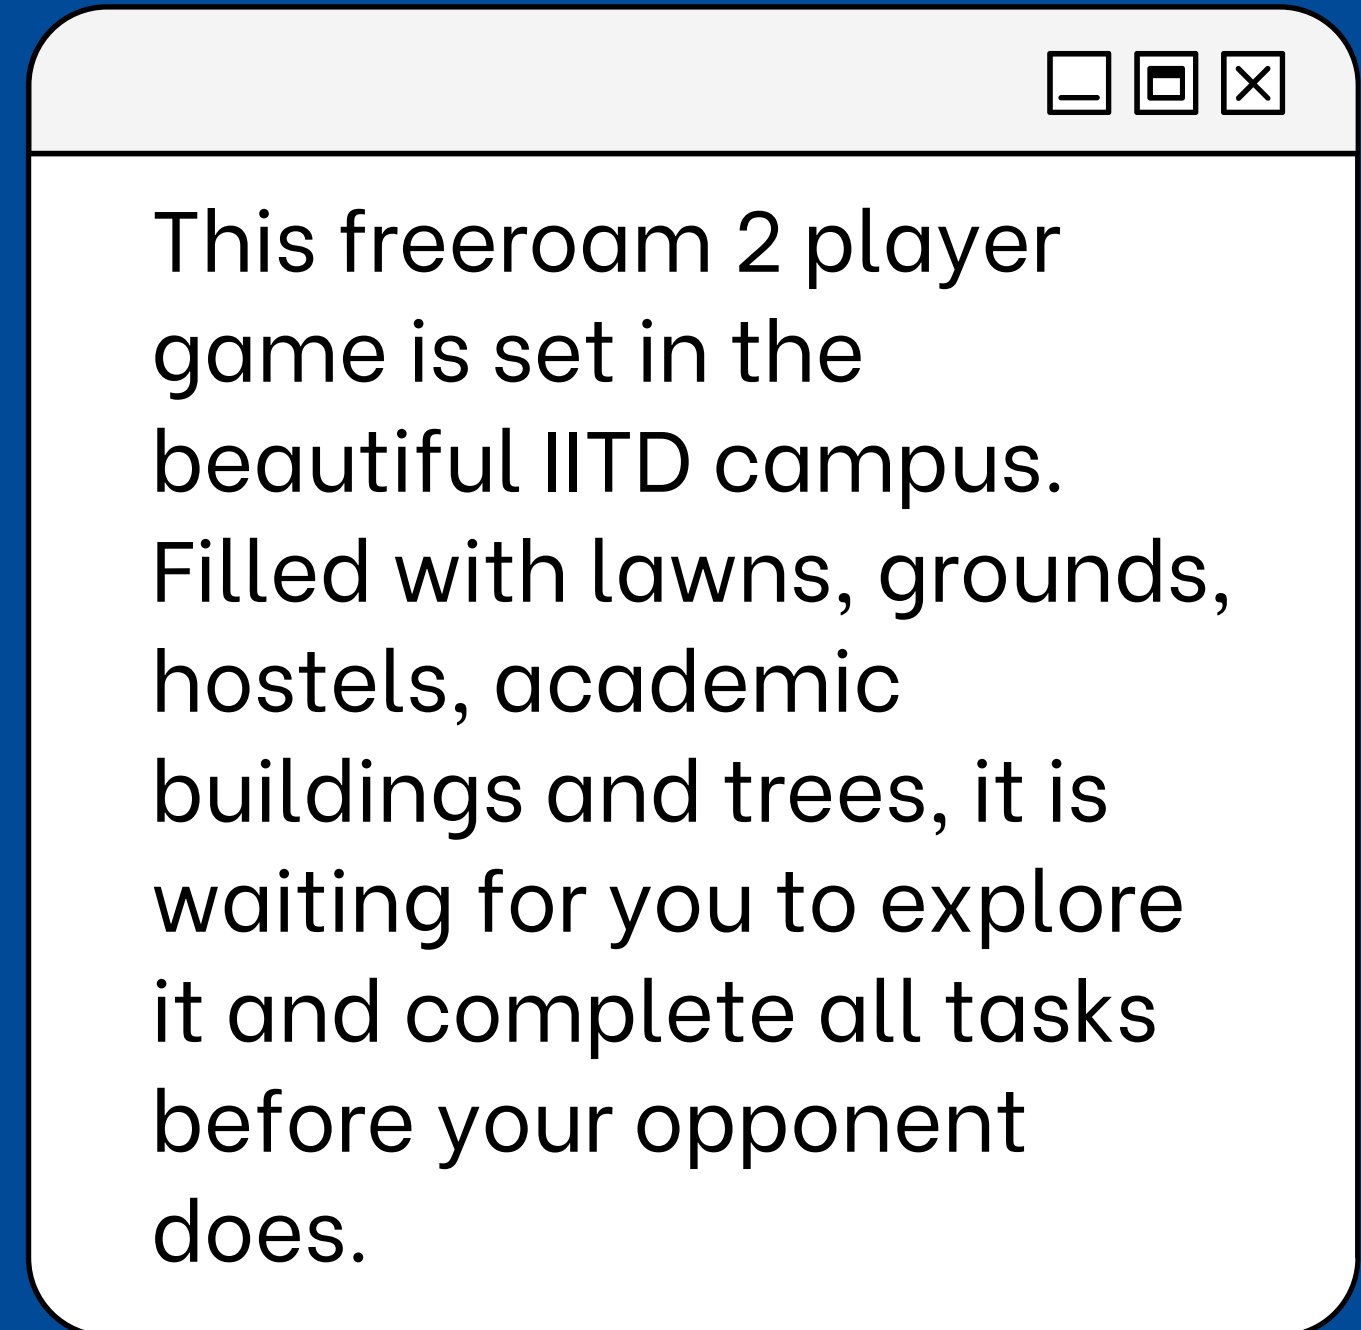 This freeroam 2 player
game is set in the
beautiful IITD campus.
Filled with lawns, grounds,
hostels, academic
buildings and trees, it is
waiting for you to explore
it and complete all tasks
before your opponent
does.